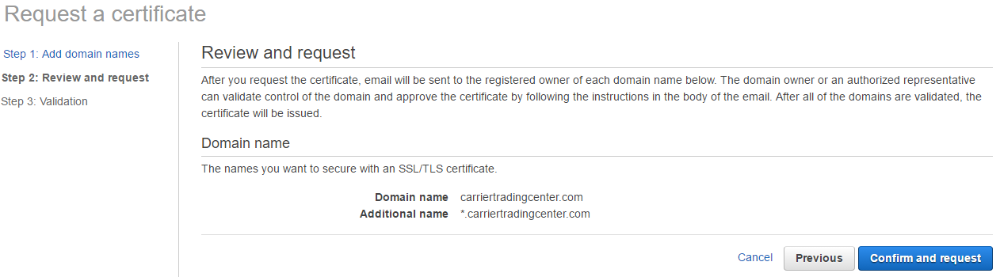 Request a certificate
Step 1: Add domain names
Step 2: Review and request
Step 3: Validation
Review and request
After you request the certificate, email will be sent to the registered owner of each domain name below. The domain owner or an authorized representative
can validate control of the domain and approve the certificate by following the instructions in the body of the email. After all of the domains are validated, the
certificate will be issued.
Domain name
The names you want to secure with an SSL/TLS certificate.
Domain name carriertradingcenter.com
Additional name *.carriertradingcenter.com
Cancel Previous Confirm and request